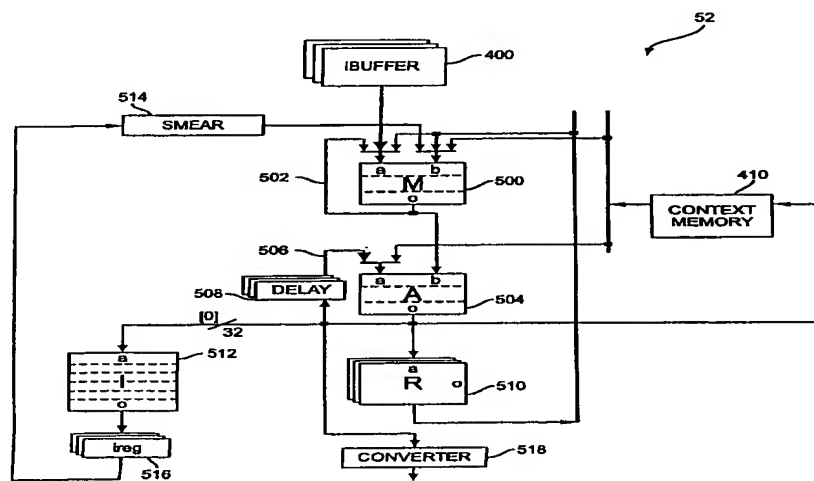 52
IBUFFER
400
514
SMEAR
a b
502
M
500
o
410
CONTEXT
MEMORY
506
a b
508
DELAY
A
504
o
[0]
32
512
a
a
I
R
o
510
o
ireg
516
CONVERTER
518